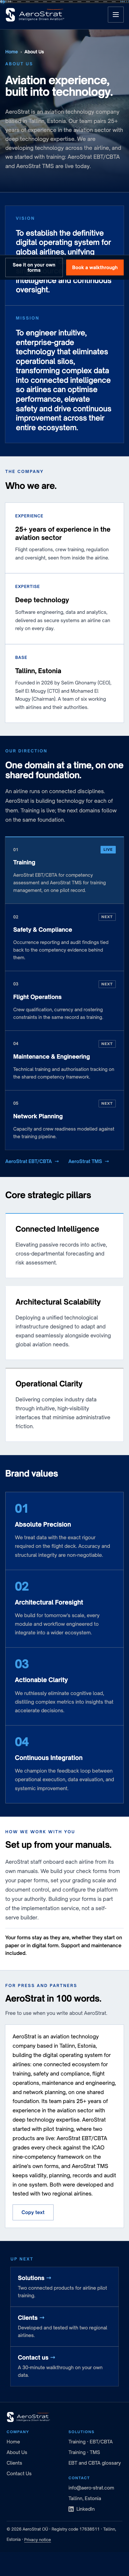 AeroStrat
Home › About Us
ABOUT US
Aviation experience,
built into technology.
AeroStrat is an aviation technology company
based in Tallinn, Estonia. Our team pairs 25+
years of experience in the aviation sector with
deep technology expertise. We are airline, and
we started with training: AeroStrat EBT/CBTA
and AeroStrat TMS are live today.
VISION
To establish the definitive
digital operating system for
global airlines, unifying
See it on your own
forms
Book a walkthrough
intelligence and continuous
oversight.
MISSION
To engineer intuitive,
enterprise-grade
technology that eliminates
operational silos,
transforming complex data
into connected intelligence
so airlines can optimise
performance, elevate
safety and drive continuous
improvement across their
entire ecosystem.
THE COMPANY
Who we are.
EXPERIENCE
25+ years of experience in the
aviation sector
Flight operations, crew training, regulation
and oversight, seen from inside the airline.
EXPERTISE
Deep technology
Software engineering, data and analytics,
delivered as secure systems an airline can
rely on every day.
BASE
Tallinn, Estonia
Founded in 2026 by Selim Ghonamy (CEO),
Seif El Mougy (CTO) and Mohamed El
Mougy (Chairman). A team of and working
with airlines and their authorities.
OUR DIRECTION
One domain at a time, on one
shared foundation.
An airline runs on connected disciplines.
AeroStrat is building technology for each of
them. Training is live; the next domains follow
on the same foundation.
01
LIVE
Training
AeroStrat EBT/CBTA for competency
assessment and AeroStrat TMS for training
management, on one pilot record.
02
NEXT
Safety & Compliance
Occurrence reporting and audit findings tied
back to the competency evidence behind
them.
03
NEXT
Flight Operations
Crew qualification, currency and rostering
constraints in the same record as training.
04
NEXT
Maintenance & Engineering
Technical training and authorisation tracking on
the shared competency framework.
05
NEXT
Network Planning
Capacity and crew readiness modelled against
the training pipeline.
AeroStrat EBT/CBTA →
AeroStrat TMS →
Core strategic pillars
Connected Intelligence
Elevating passive records into active,
cross-departmental forecasting and
risk assessment.
Architectural Scalability
Deploying a unified technological
infrastructure designed to adapt and
expand seamlessly alongside evolving
global aviation needs.
Operational Clarity
Delivering complex industry data
through intuitive, high-visibility
interfaces that minimise administrative
friction.
Brand values
01
Absolute Precision
We treat data with the exact rigour
required on the flight deck. Accuracy and
structural integrity are non-negotiable.
02
Architectural Foresight
We build for tomorrow's scale, every
module and workflow engineered to
integrate into a wider ecosystem.
03
Actionable Clarity
We ruthlessly eliminate cognitive load,
distilling complex metrics into insights that
accelerate decisions.
04
Continuous Integration
We champion the feedback loop between
operational execution, data evaluation, and
systemic improvement.
HOW WE WORK WITH YOU
Set up from your manuals.
AeroStrat staff onboard each airline from its
own manuals. We build your check forms from
your paper forms, set your grading scale and
document control, and configure the platform
to your operation. Building your forms is part
of the implementation service, not a self-
serve builder.
Your forms stay as they are, whether they start on
paper or in digital form. Support and maintenance
included.
FOR PRESS AND PARTNERS
AeroStrat in 100 words.
Free to use when you write about AeroStrat.
AeroStrat is an aviation technology
company based in Tallinn, Estonia,
building the digital operating system for
airlines, one domain at a time: training,
safety and compliance, flight
operations, maintenance and engineering,
and network planning, on one shared
foundation. Its team pairs 25+ years of
experience in the aviation sector with
deep technology expertise. AeroStrat
started with pilot training, where two
products are live: AeroStrat EBT/CBTA
grades every check against the ICAO
nine-competency framework on the
airline's own forms, and AeroStrat TMS
keeps validity, planning, records and audit
in one system. Both were designed and
tested with two regional airlines.
Copy text
UP NEXT
Solutions →
Two connected products for airline pilot
training.
Clients →
Developed and tested with two regional
airlines.
Contact us →
A 30-minute walkthrough on your own
data.
AeroStrat
COMPANY
Home
About Us
Clients
Contact Us
SOLUTIONS
Training · EBT/CBTA
Training · TMS
EBT and CBTA glossary
CONTACT
info@aero-strat.com
Tallinn, Estonia
LinkedIn
© 2026 AeroStrat OÜ · Registry code 17638611 · Tallinn,
Estonia · Privacy notice